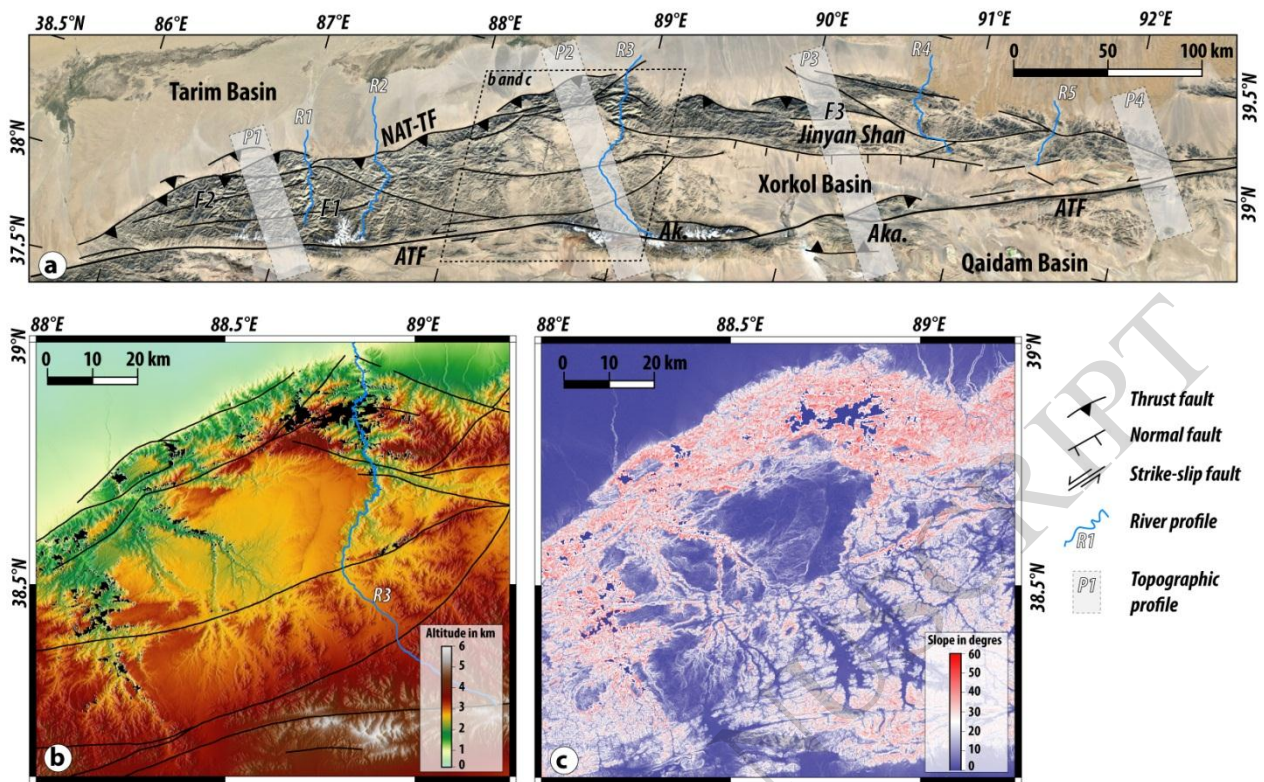 38.5°N 86°E 87°E 88°E 89°E 90°E 91°E 92°E
0 50 100 km
Tarim Basin
P1 R1 R2 b and c P2 R3 P3 R4 R5 P4
NAT-TF
F3
Jinyan Shan
F2 F1
Xorkol Basin
ATF
Ak.
Aka.
ATF
Qaidam Basin
38°N
37.5°N
39.5°N
39°N
a
88°E 88.5°E 89°E
39°N
38.5°N
0 10 20 km
R3
Altitude in km
6
5
4
3
2
1
0
b
88°E 88.5°E 89°E
39°N
38.5°N
0 10 20 km
Slope in degres
60
50
40
30
20
10
0
c
Thrust fault
Normal fault
Strike-slip fault
River profile
R1
Topographic
profile
P1